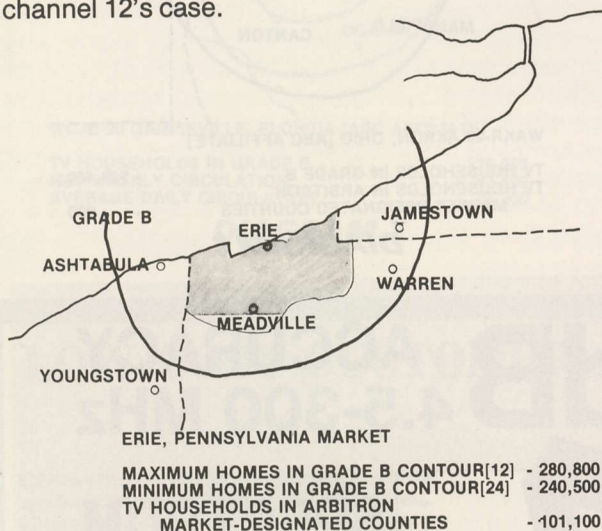 channel 12's case.
GRADE B
ERIE
JAMESTOWN
ASHTABULA
WARREN
MEADVILLE
YOUNGSTOWN
ERIE, PENNSYLVANIA MARKET
MAXIMUM HOMES IN GRADE B CONTOUR[12] - 280,800
MINIMUM HOMES IN GRADE B CONTOUR[24] - 240,500
TV HOUSEHOLDS IN ARBITRON
MARKET-DESIGNATED COUNTIES - 101,100